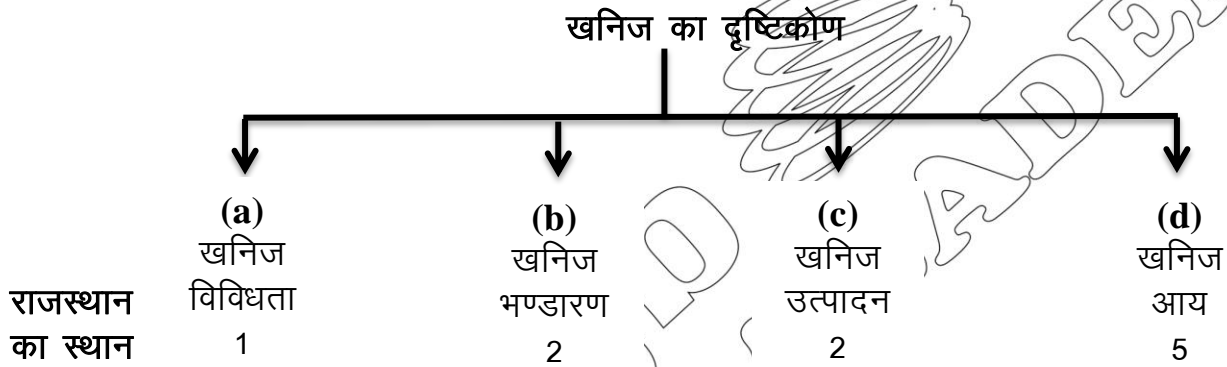 खनिज का दृष्टिकोण
(a) (b) (c) (d)
खनिज खनिज खनिज खनिज
राजस्थान विविधता भण्डारण उत्पादन आय
का स्थान 1 2 2 5